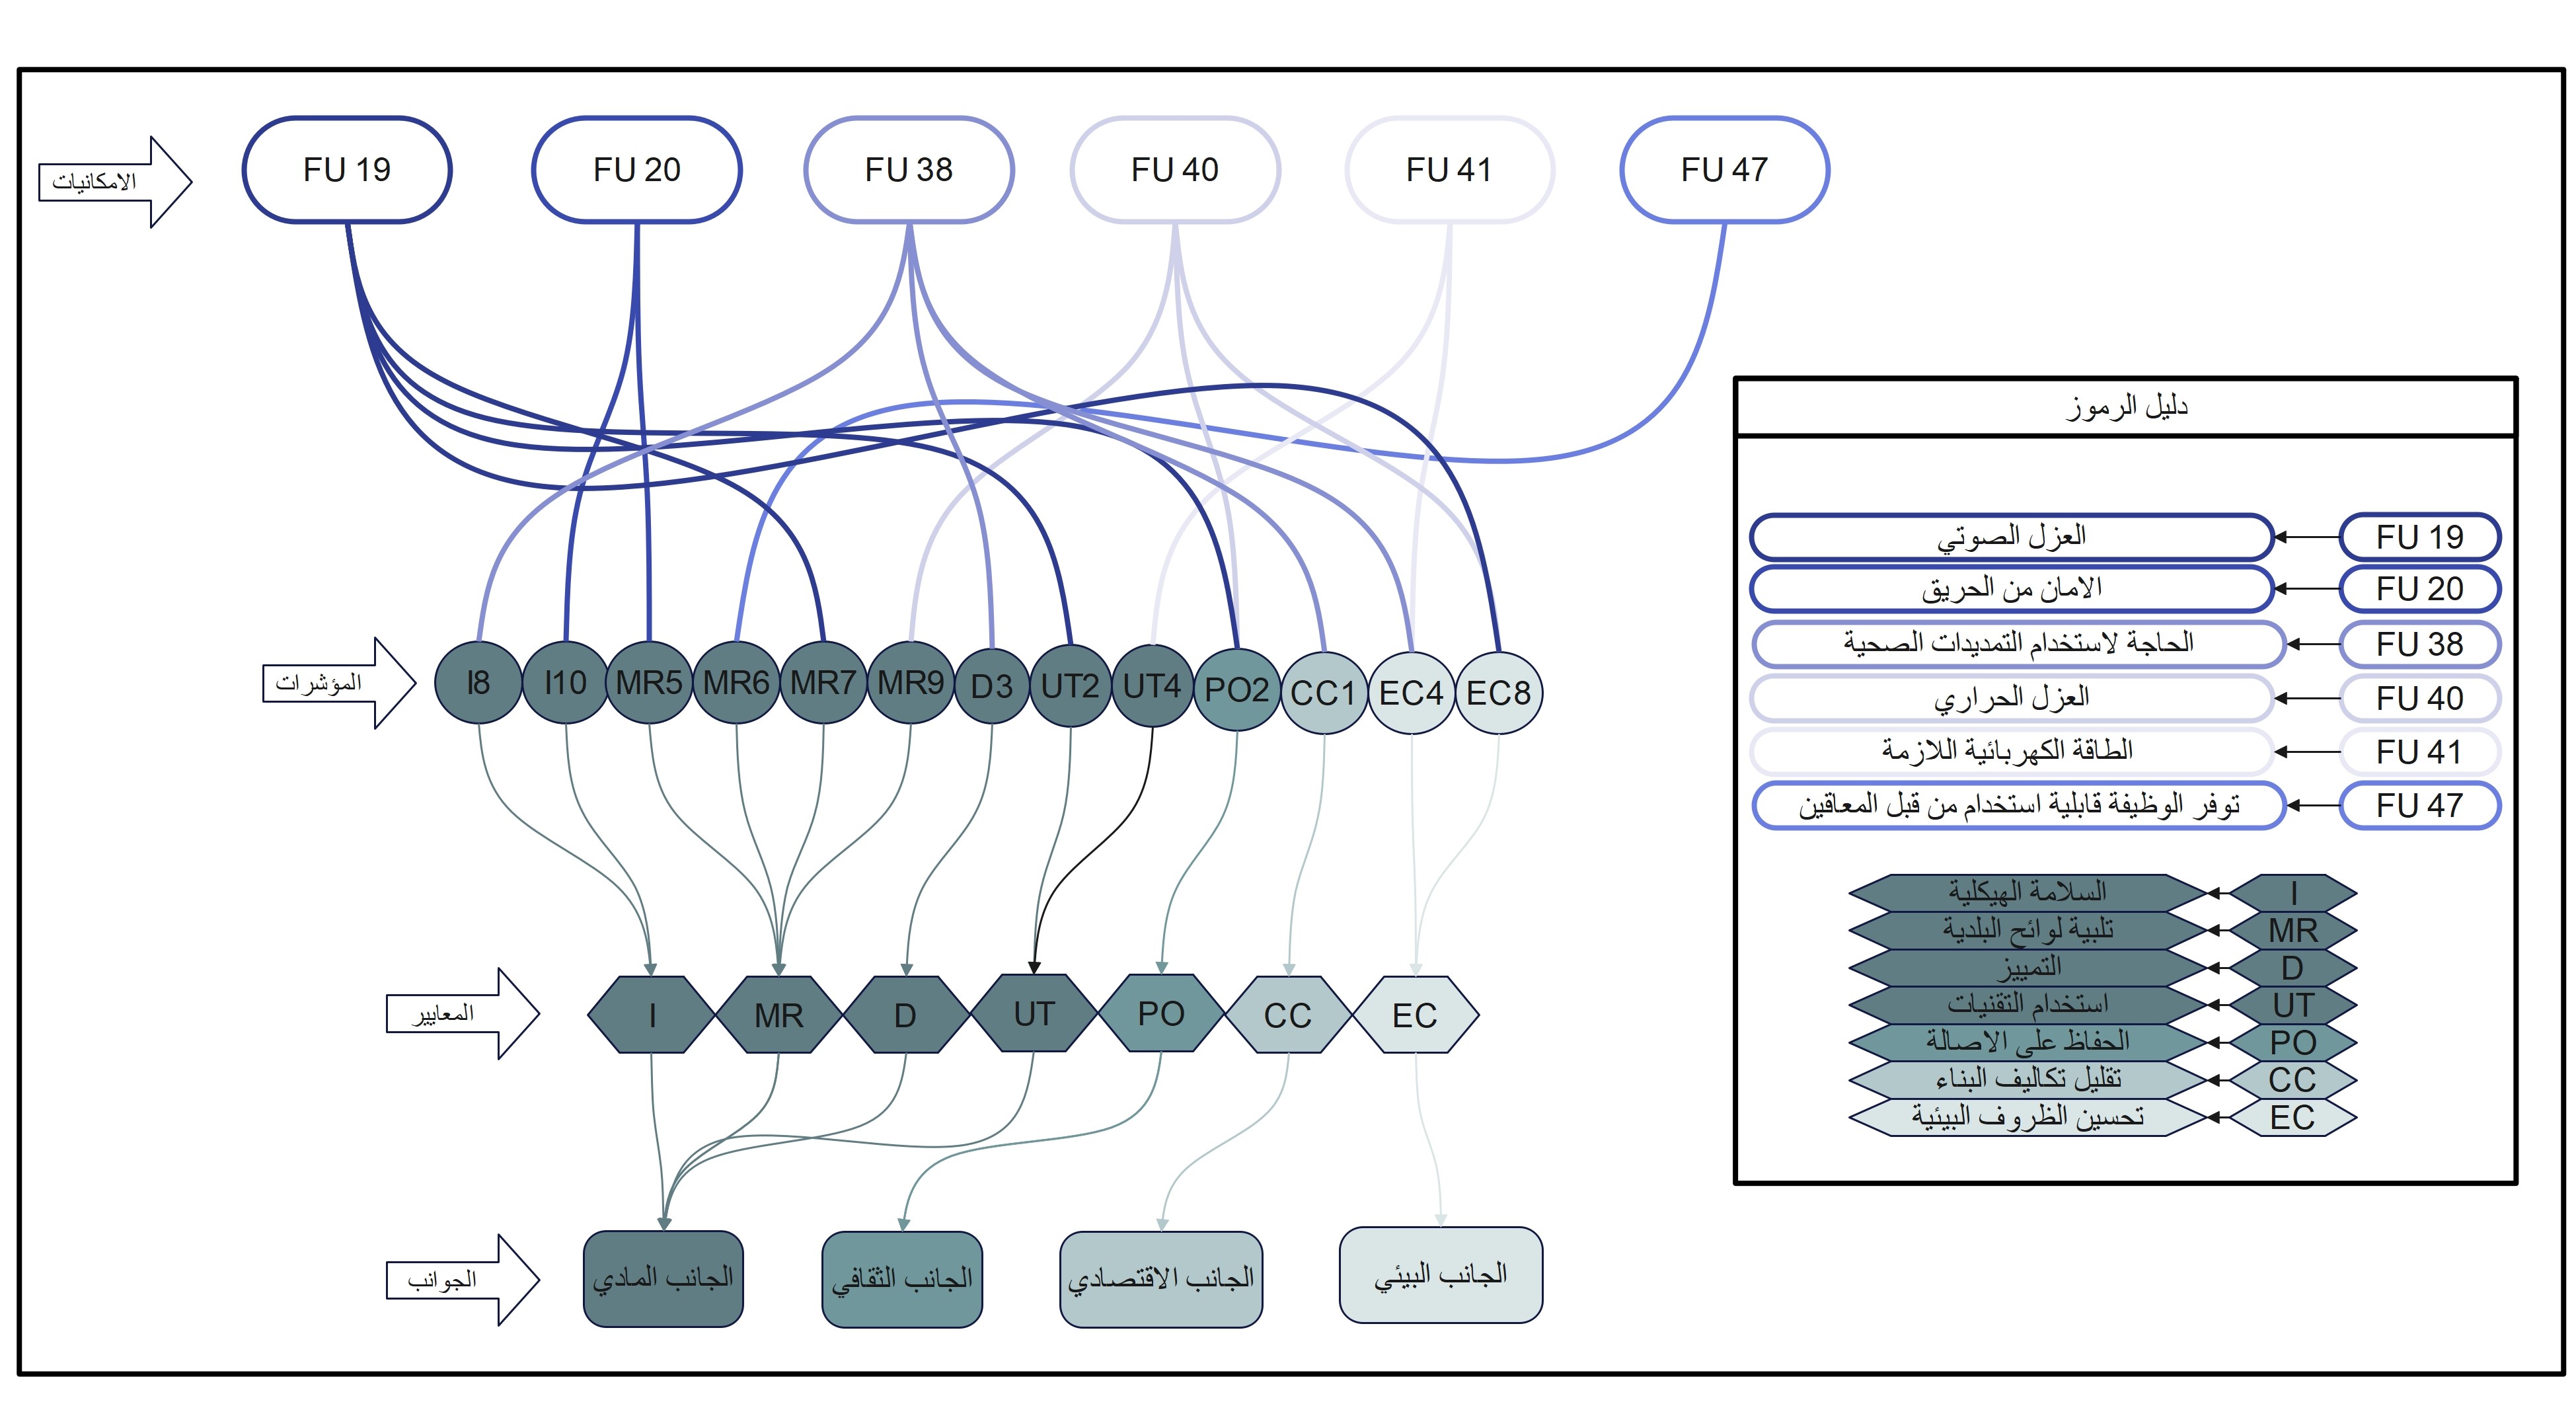 الامكانيات
FU 19
FU 20
FU 38
FU 40
FU 41
FU 47
المؤشرات
I8
I10
MR5
MR6
MR7
MR9
D3
UT2
UT4
PO2
CC1
EC4
EC8
المعايير
I
MR
D
UT
PO
CC
EC
الجوانب
الجانب المادي
الجانب الثقافي
الجانب الاقتصادي
الجانب البيئي
دليل الرموز
FU 19
العزل الصوتي
FU 20
الامان من الحريق
FU 38
الحاجة لاستخدام التمديدات الصحية
FU 40
العزل الحراري
FU 41
الطاقة الكهربائية اللازمة
FU 47
توفر الوظيفة قابلية استخدام من قبل المعاقين
I
السلامة الهيكلية
MR
تلبية لوائح البلدية
D
التمييز
UT
استخدام التقنيات
PO
الحفاظ على الاصالة
CC
تقليل تكاليف البناء
EC
تحسين الظروف البيئية